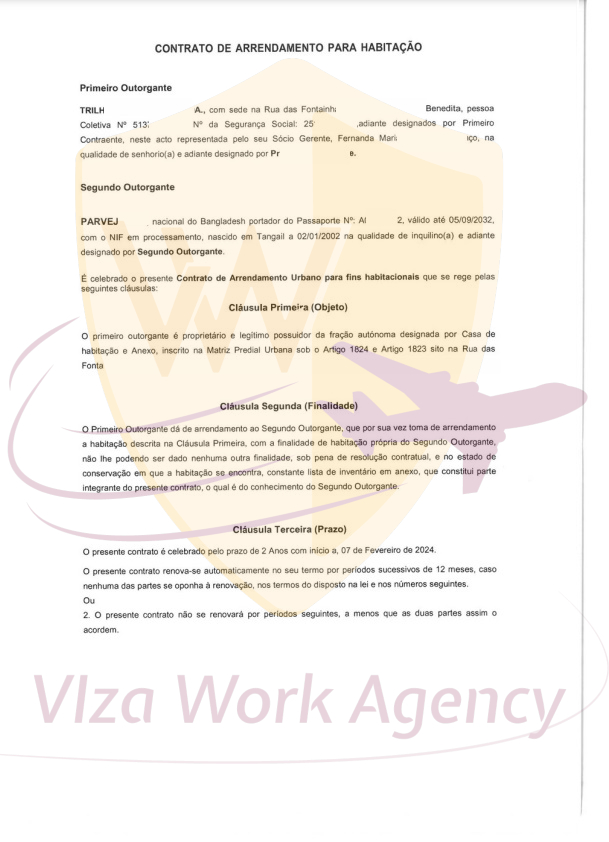 CONTRATO DE ARRENDAMENTO PARA HABITAÇÃO
Primeiro Outorgante
TRILH A., com sede na Rua das Fontainh Benedita, pessoa
Coletiva Nº 513 Nº da Segurança Social: 25 ,adiante designados por Primeiro
Contraente, neste acto representada pelo seu Sócio Gerente, Fernanda Mari iço, na
qualidade de senhorio(a) e adiante designado por Pr e.
Segundo Outorgante
PARVEJ , nacional do Bangladesh portador do Passaporte Nº: AI 2, válido até 05/09/2032,
com o NIF em processamento, nascido em Tangail a 02/01/2002 na qualidade de inquilino(a) e adiante
designado por Segundo Outorgante.
É celebrado o presente Contrato de Arrendamento Urbano para fins habitacionais que se rege pelas
seguintes cláusulas:
Cláusula Primeira (Objeto)
O primeiro outorgante é proprietário e legítimo possuidor da fração autónoma designada por Casa de
habitação e Anexo, inscrito na Matriz Predial Urbana sob o Artigo 1824 e Artigo 1823 sito na Rua das
Fonta
Cláusula Segunda (Finalidade)
O Primeiro Outorgante dá de arrendamento ao Segundo Outorgante, que por sua vez toma de arrendamento
a habitação descrita na Cláusula Primeira, com a finalidade de habitação própria do Segundo Outorgante,
não lhe podendo ser dado nenhuma outra finalidade, sob pena de resolução contratual, e no estado de
conservação em que a habitação se encontra, constante lista de inventário em anexo, que constitui parte
integrante do presente contrato, o qual é do conhecimento do Segundo Outorgante.
Cláusula Terceira (Prazo)
O presente contrato é celebrado pelo prazo de 2 Anos com início a, 07 de Fevereiro de 2024.
O presente contrato renova-se automaticamente no seu termo por períodos sucessivos de 12 meses, caso
nenhuma das partes se oponha à renovação, nos termos do disposto na lei e nos números seguintes.
Ou
2. O presente contrato não se renovará por períodos seguintes, a menos que as duas partes assim o
acordem.
VIza Work Agency